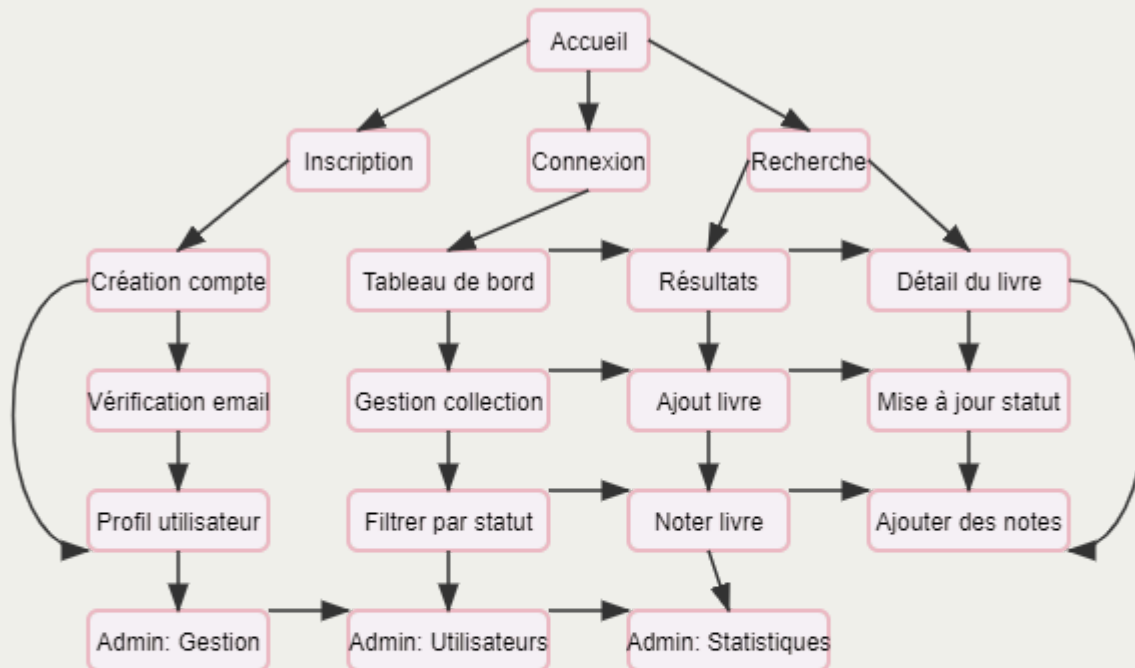 Accueil
Inscription
Connexion
Recherche
Création compte
Tableau de bord
Résultats
Détail du livre
Vérification email
Gestion collection
Ajout livre
Mise à jour statut
Profil utilisateur
Filtrer par statut
Noter livre
Ajouter des notes
Admin: Gestion
Admin: Utilisateurs
Admin: Statistiques